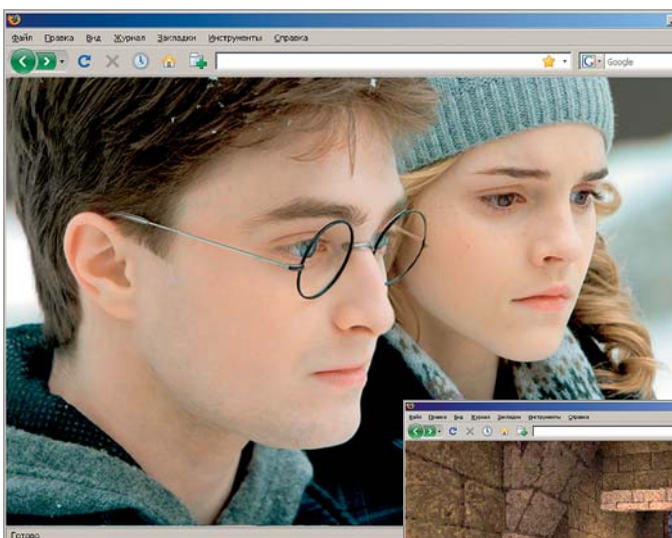 Файл Правка Вид Журнал Закладки Инструменты Справка
Google
Файл Правка Вид Журнал Закладки Инструменты Справка
Готово